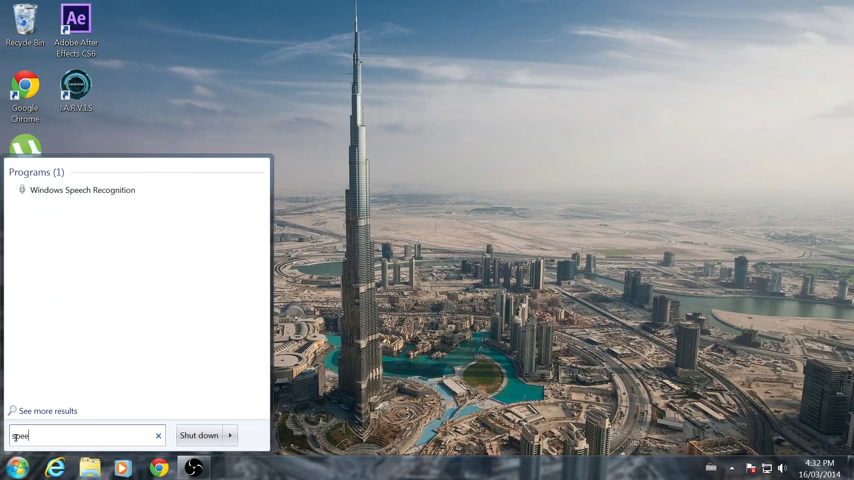 Recycle Bin
Ae
Adobe After
Effects CS6
Google
Chrome
J.A.R.V.I.S
Programs (1)
Windows Speech Recognition
See more results
spee
Shut down
4:32 PM
16/03/2014